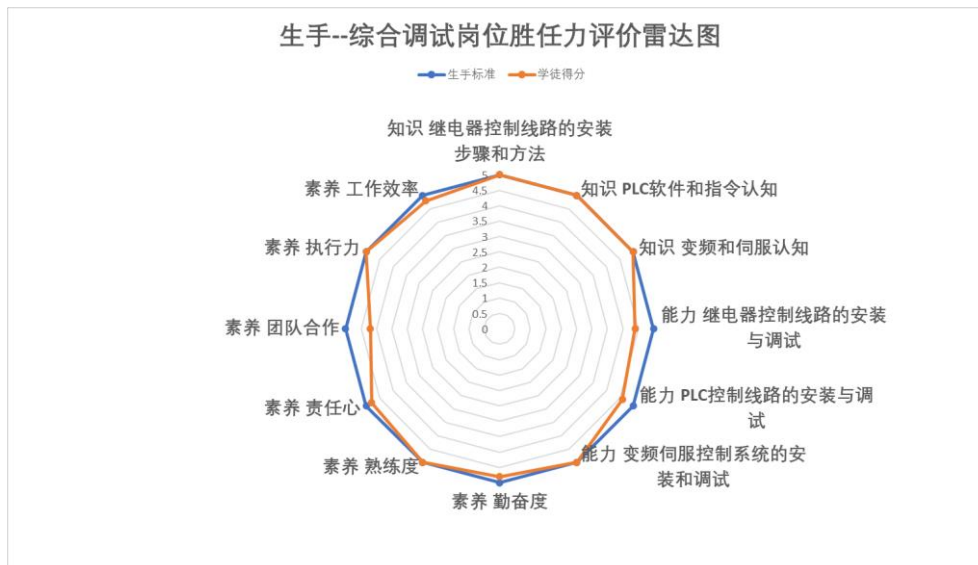 生手--综合调试岗位胜任力评价雷达图
生手标准
学徒得分
知识 继电器控制线路的安装
步骤和方法
知识 PLC软件和指令认知
知识 变频和伺服认知
能力 继电器控制线路的安装
与调试
能力 PLC控制线路的安装与调
试
能力 变频伺服控制系统的安
装和调试
素养 勤奋度
素养 熟练度
素养 责任心
素养 团队合作
素养 执行力
素养 工作效率
5
4.5
4
3.5
3
2.5
2
1.5
1
0.5
0